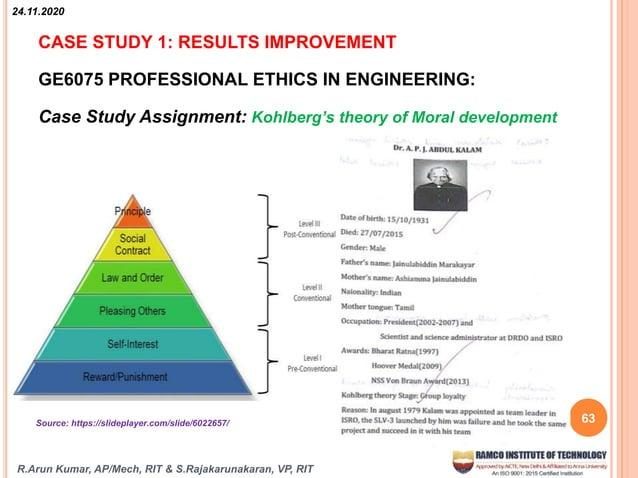 24.11.2020
CASE STUDY 1: RESULTS IMPROVEMENT
GE6075 PROFESSIONAL ETHICS IN ENGINEERING:
Case Study Assignment: Kohlberg's theory of Moral development
Principle
Social
Contract
Law and Order
Pleasing Others
Self-Interest
Reward/Punishment
Level III
Post-Conventional
Level II
Conventional
Level I
Pre-Conventional
Source: https://slideplayer.com/slide/6022657/
Dr. A. P. J. ABDUL KALAM
Date of birth: 15/10/1931
Died: 27/07/2015
Gender: Male
Father's name: Jainulabiddin Marakayar
Mother's name: Ashiamma Jainulabiddin
Naionality: Indian
Mother tongue: Tamil
Occupation: President(2002-2007) and
Scientist and science administrator at DRDO and ISRO
Awards: Bharat Ratna(1997)
Hoover Medal(2009)
NSS Von Braun Award(2013)
Kohlberg theory Stage: Group loyalty
Reason: In august 1979 Kalam was appointed as team leader in
ISRO, the SLV-3 launched by him was failure and he took the same
project and succeed in it with his team
63
R.Arun Kumar, AP/Mech, RIT & S.Rajakarunakaran, VP, RIT
RAMCO INSTITUTE OF TECHNOLOGY
Approved by AICTE, New Delhi & Affiliated to Anna University
An ISO 9001: 2015 Certified Institution